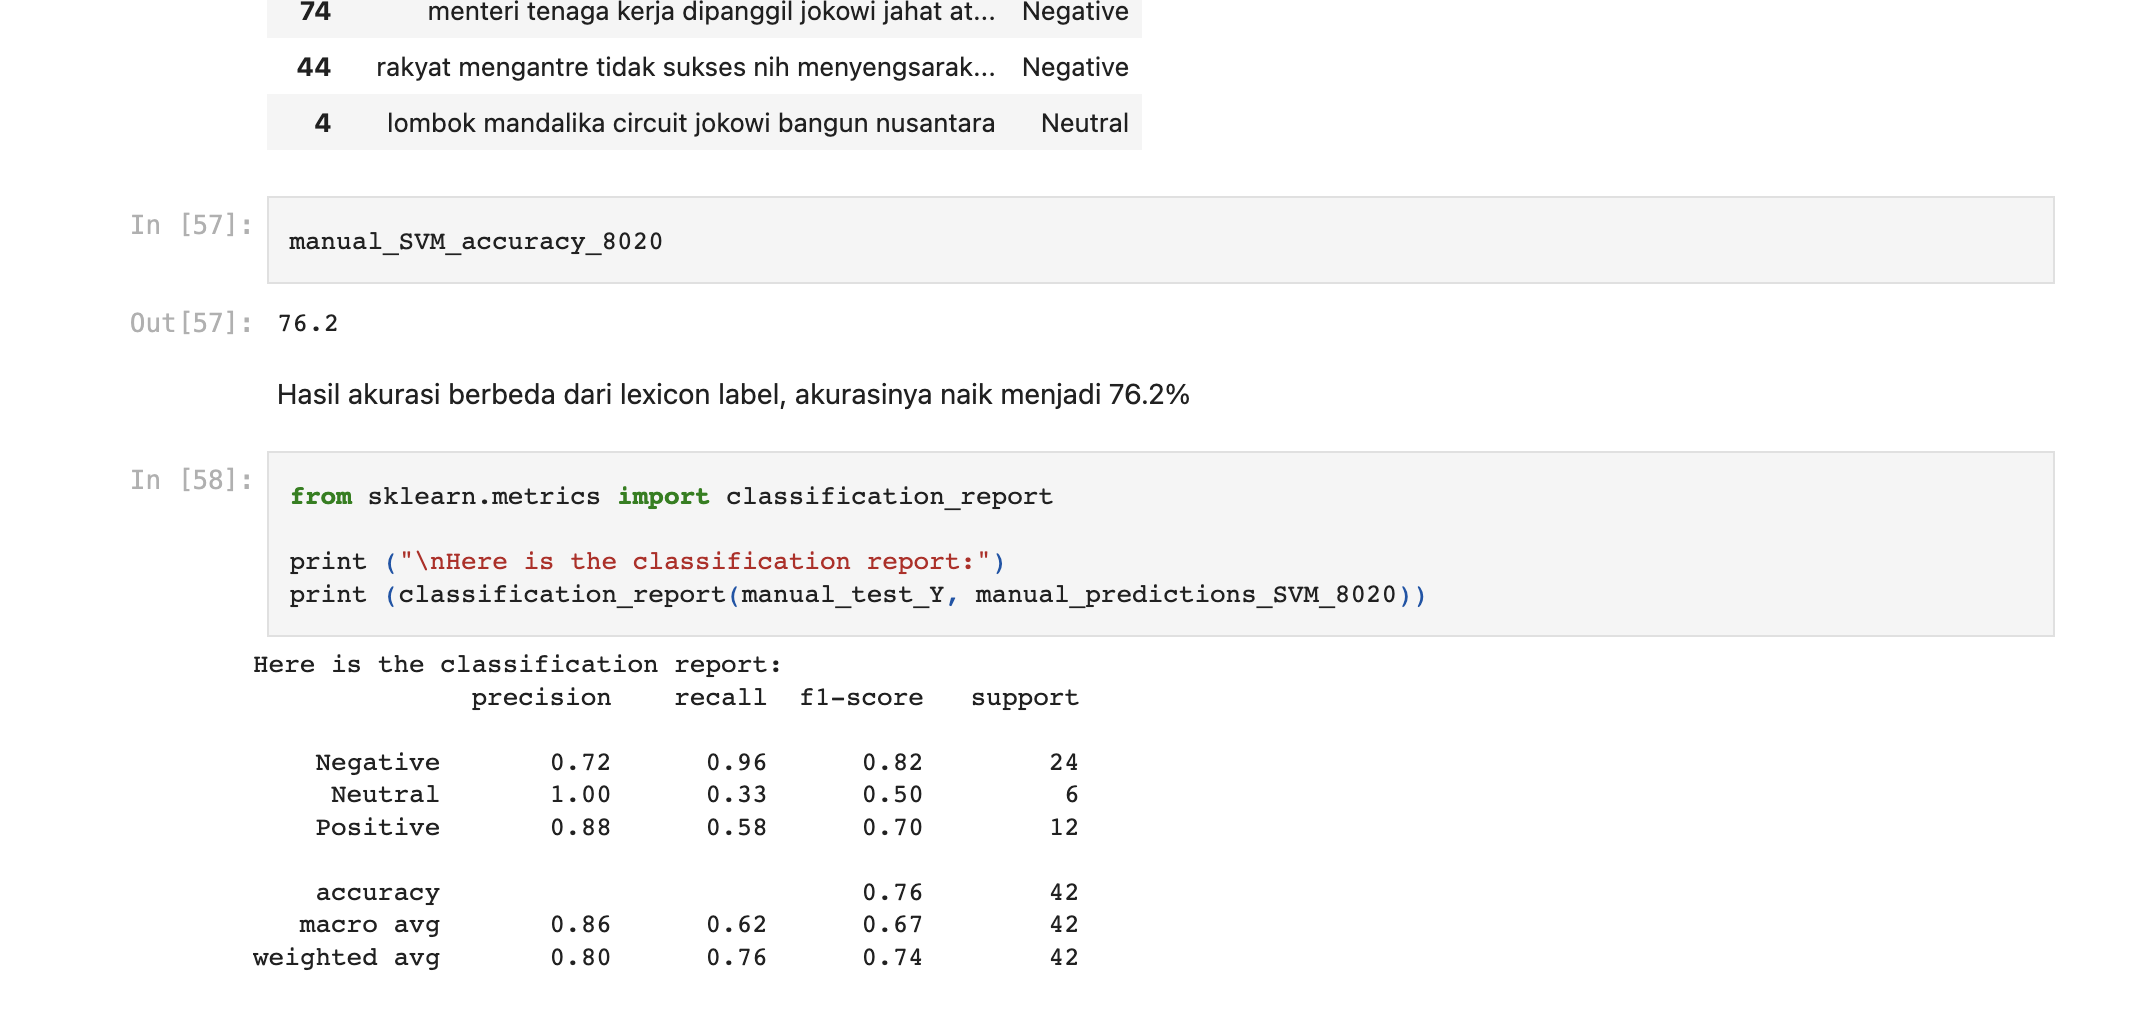 74 menteri tenaga kerja dipanggil jokowi jahat at... Negative
44 rakyat mengantre tidak sukses nih menyengsarak... Negative
4 lombok mandalika circuit jokowi bangun nusantara Neutral
In [57]: manual_SVM_accuracy_8020
Out[57]: 76.2
Hasil akurasi berbeda dari lexicon label, akurasinya naik menjadi 76.2%
In [58]: from sklearn.metrics import classification_report
print ("\nHere is the classification report:")
print (classification_report(manual_test_Y, manual_predictions_SVM_8020))
Here is the classification report:
precision recall f1-score support
Negative 0.72 0.96 0.82 24
Neutral 1.00 0.33 0.50 6
Positive 0.88 0.58 0.70 12
accuracy 0.76 42
macro avg 0.86 0.62 0.67 42
weighted avg 0.80 0.76 0.74 42